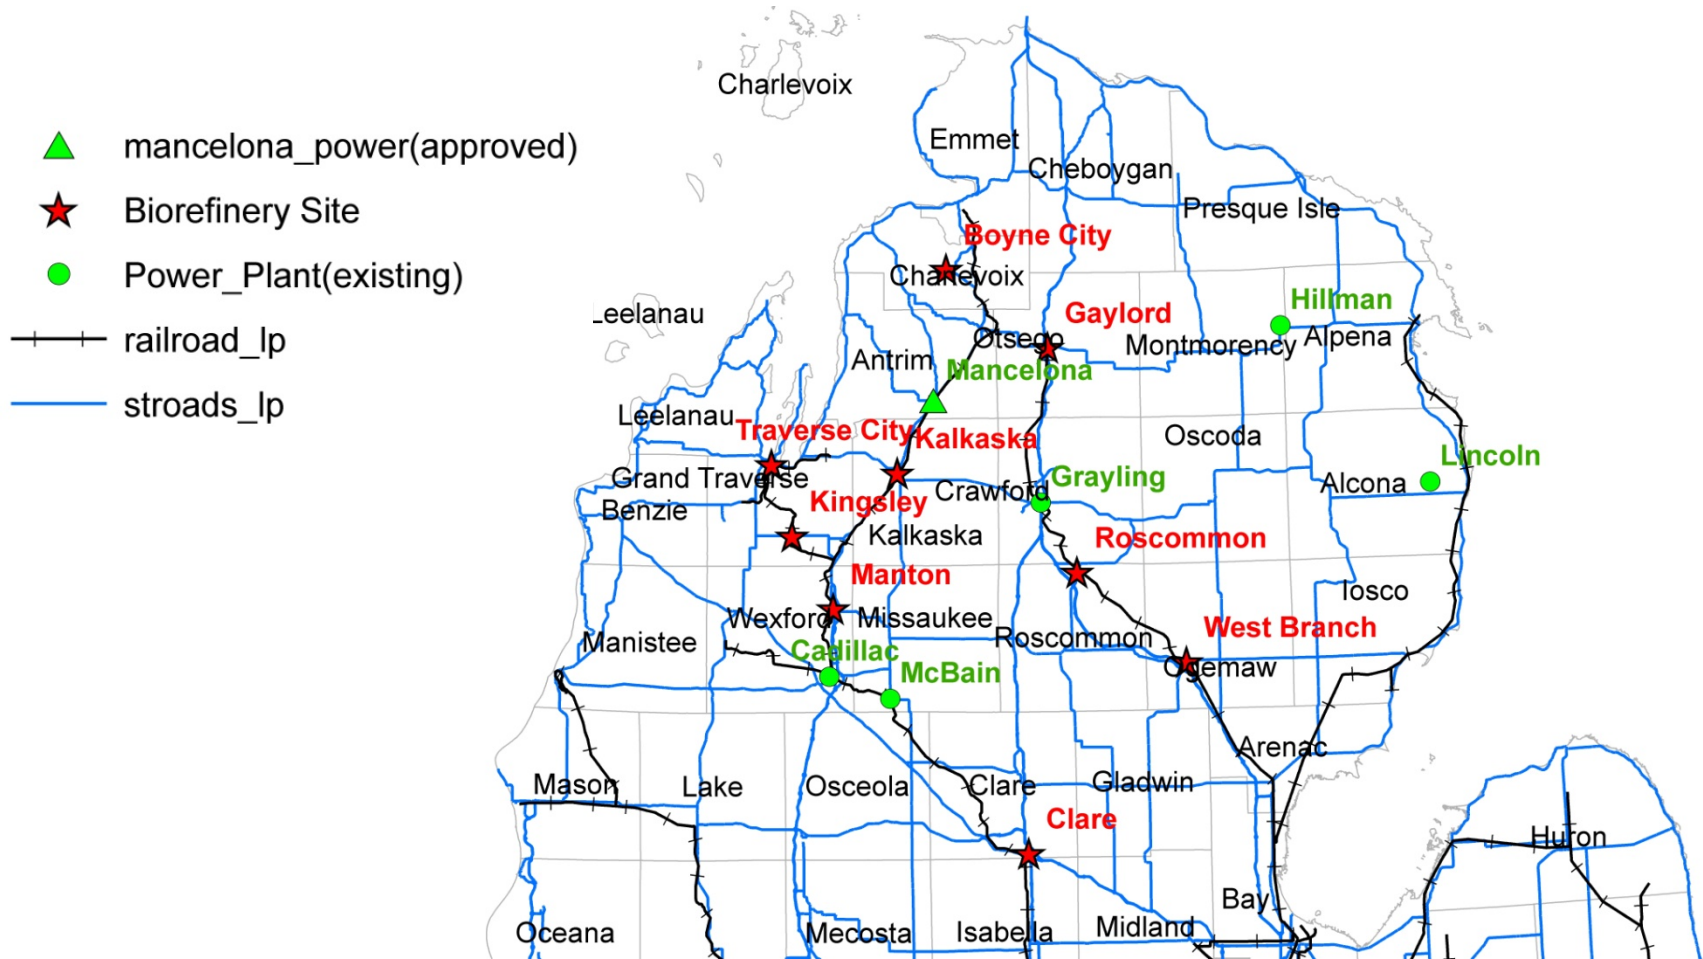 mancelona_power(approved)
Biorefinery Site
Power_Plant(existing)
railroad_lp
stroads_lp
Charlevoix
Emmet
Cheboygan
Presque Isle
Boyne City
Charlevoix
Hillman
Leelanau
Gaylord
Otsego
Montmorency
Alpena
Antrim
Mancelona
Leelanau
Traverse City
Kalkaska
Oscoda
Lincoln
Grand Traverse
Grayling
Crawford
Alcona
Kingsley
Benzie
Kalkaska
Roscommon
Manton
Iosco
Wexford
Missaukee
West Branch
Roscommon
Manistee
Cadillac
McBain
Ogemaw
Arenac
Mason
Lake
Osceola
Clare
Gladwin
Clare
Huron
Bay
Oceana
Mecosta
Isabella
Midland